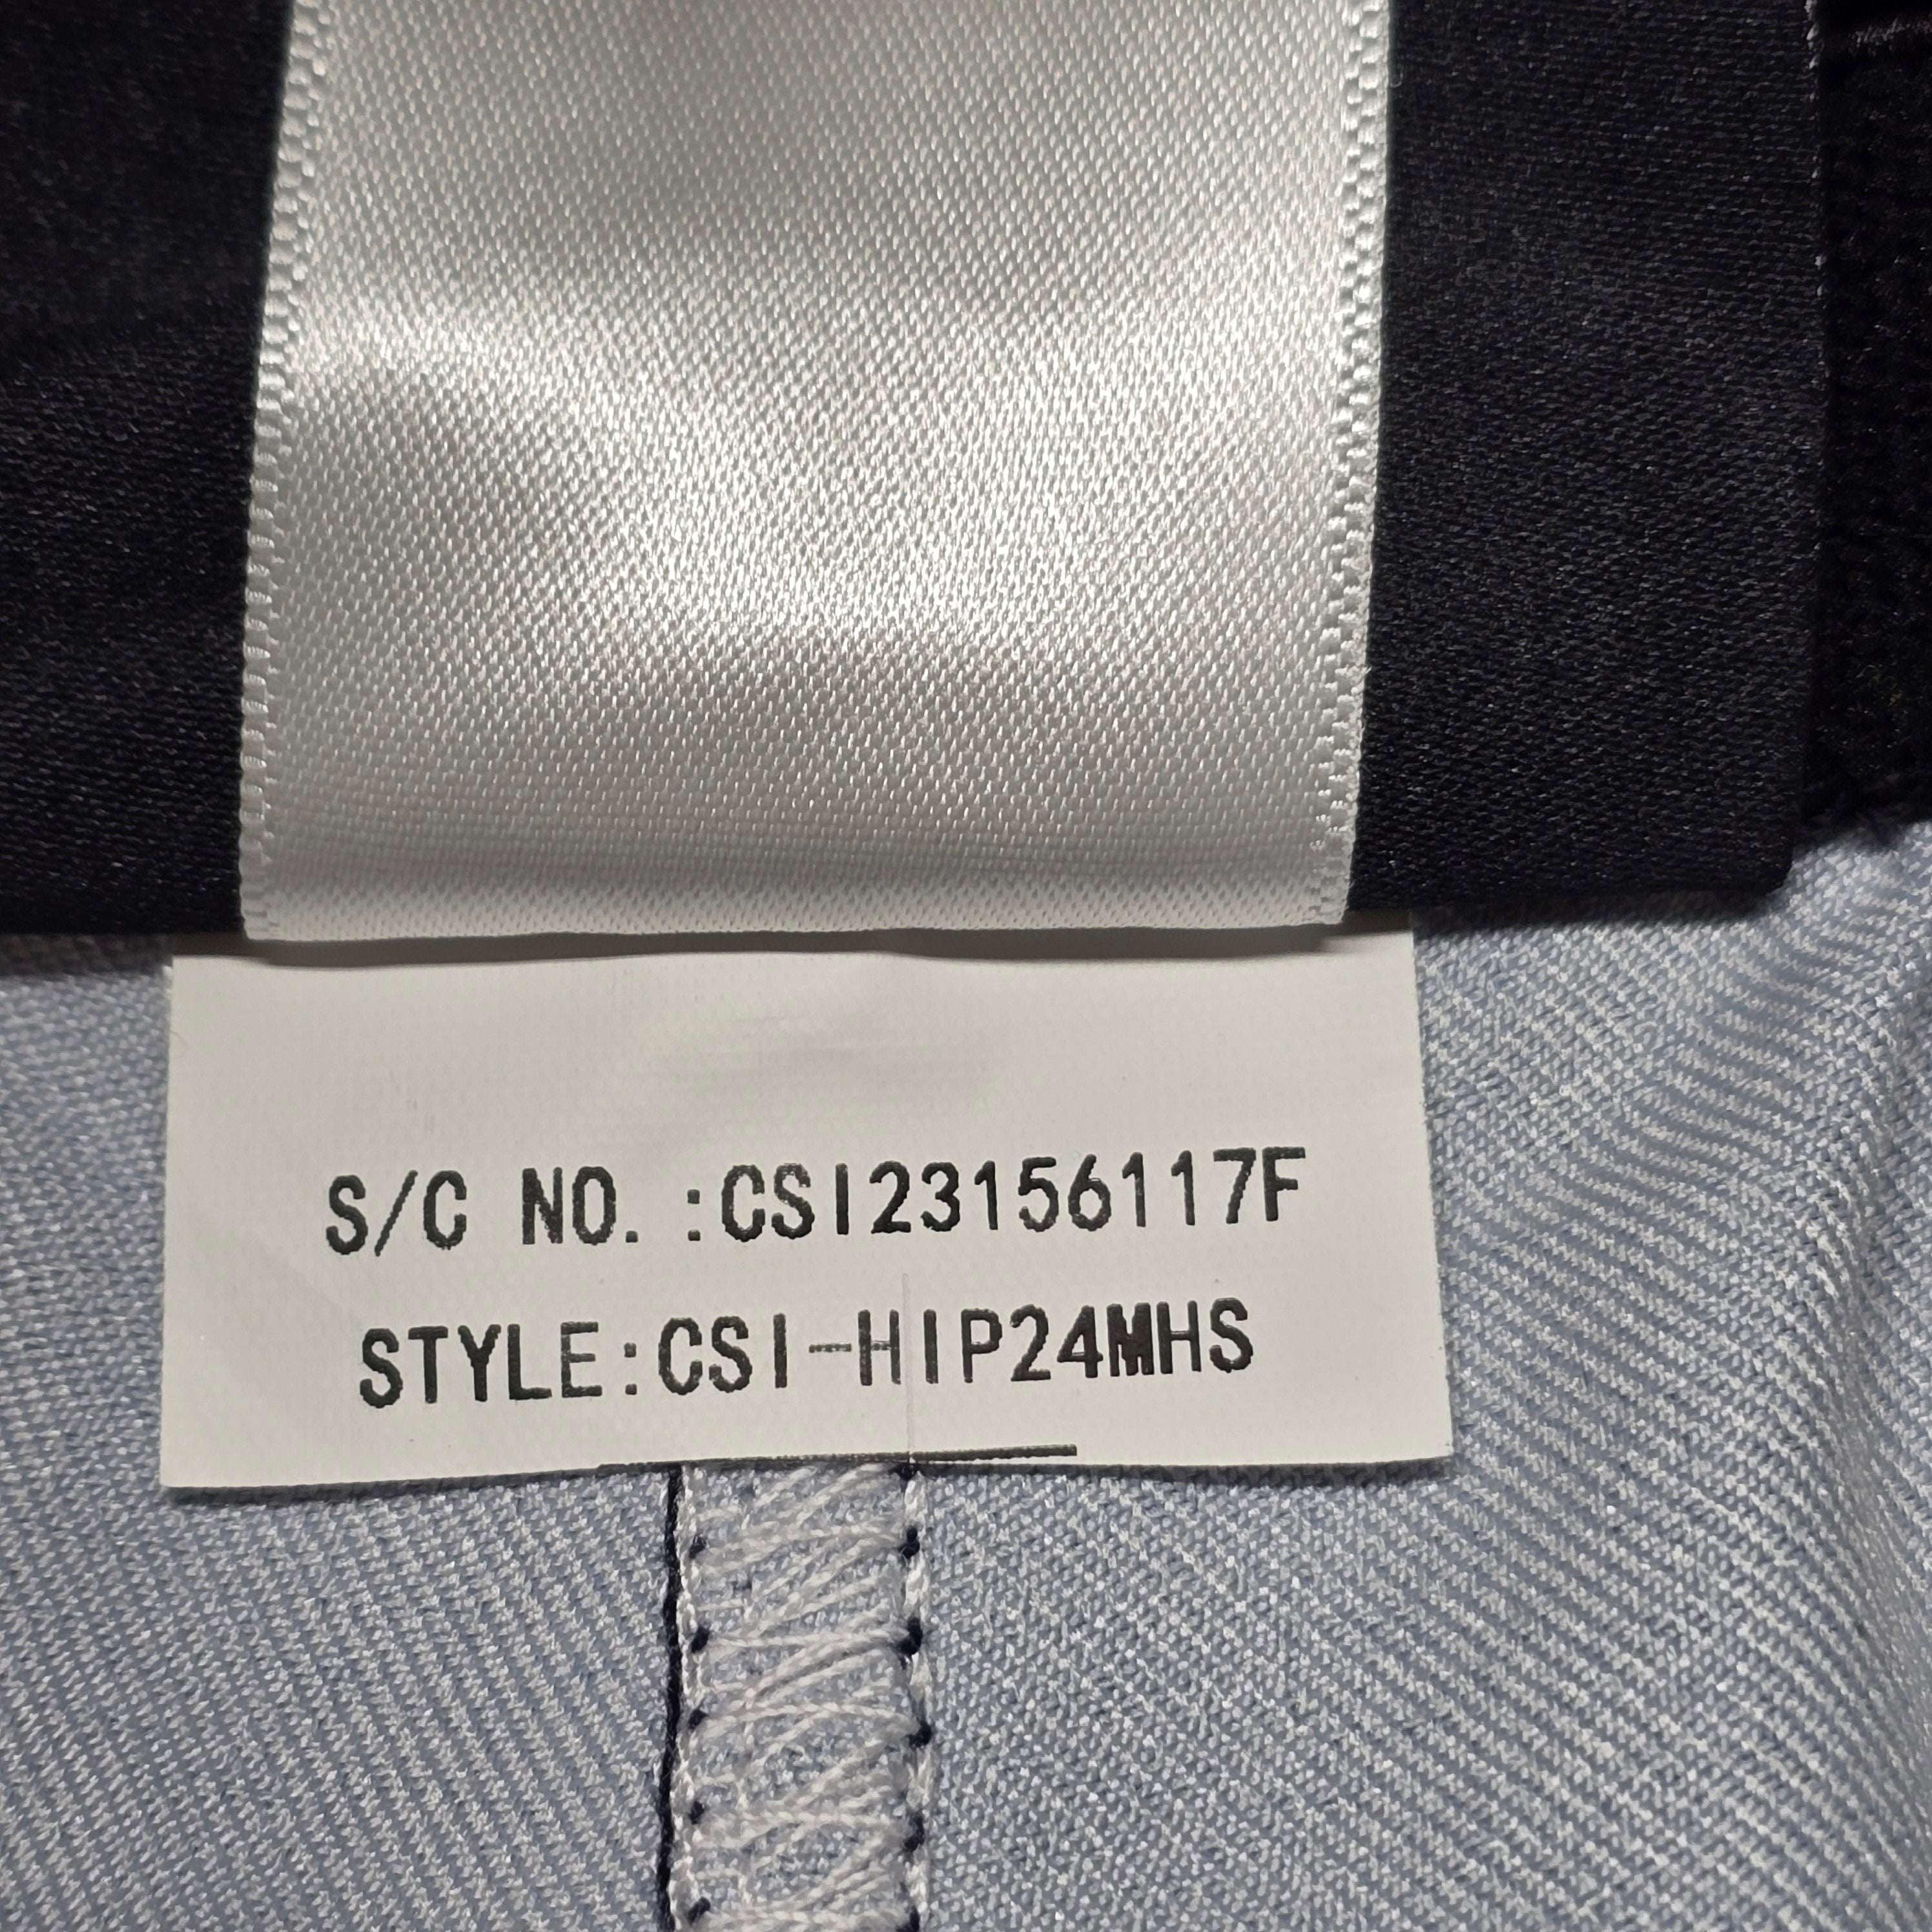 S/C NO. :CSI23156117F
STYLE:CSI-HIP24MHS